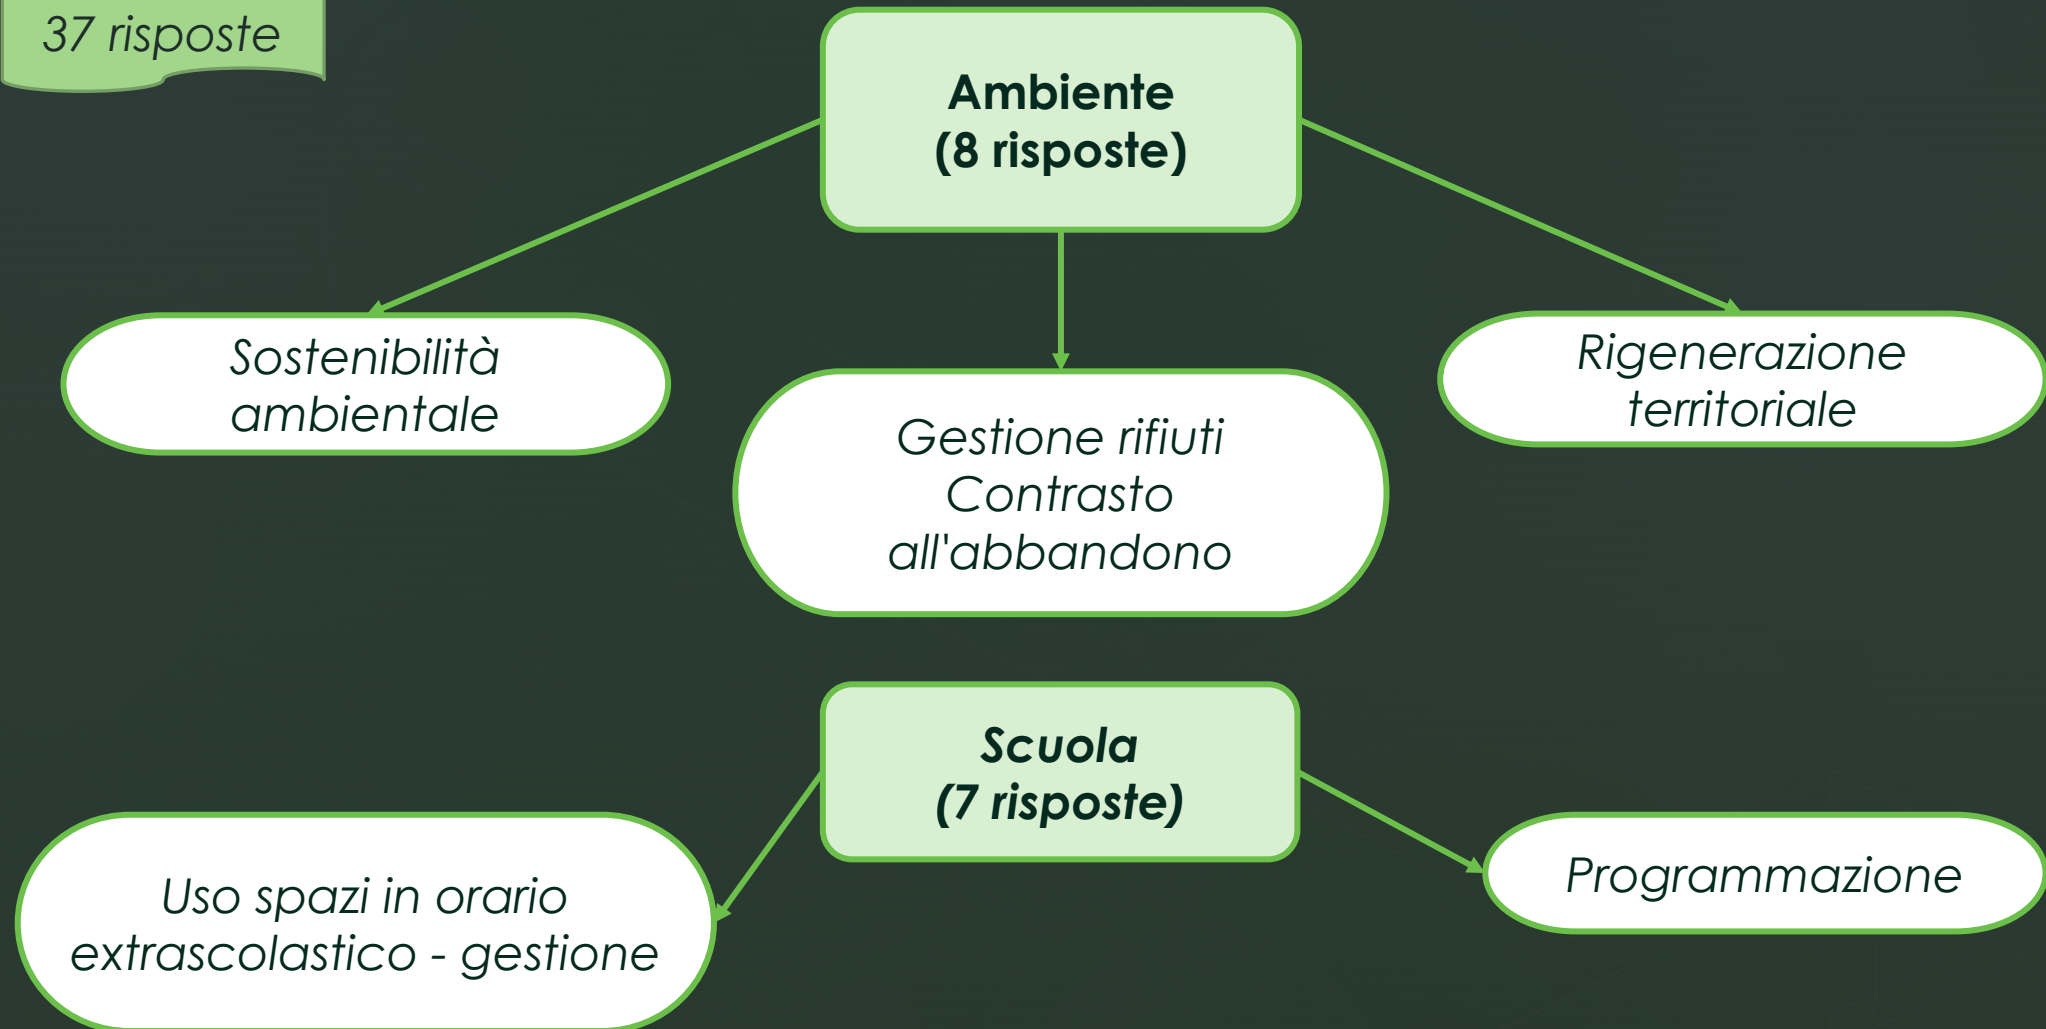 37 risposte
Ambiente
(8 risposte)
Sostenibilità
ambientale
Gestione rifiuti
Contrasto
all'abbandono
Rigenerazione
territoriale
Scuola
(7 risposte)
Uso spazi in orario
extrascolastico - gestione
Programmazione